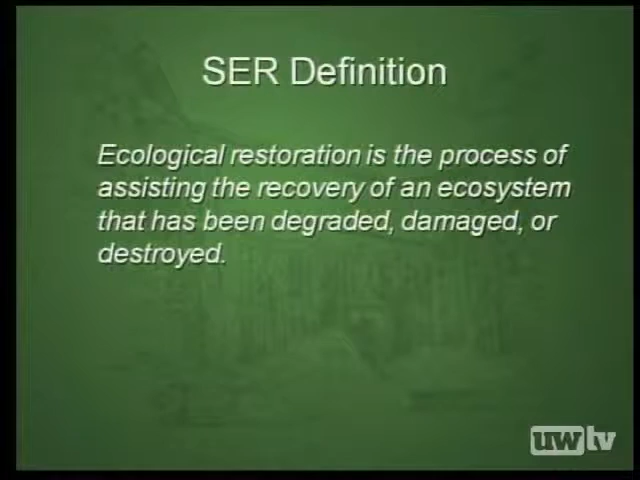 SER Definition
Ecological restoration is the process of
assisting the recovery of an ecosystem
that has been degraded, damaged, or
destroyed.
uwtv